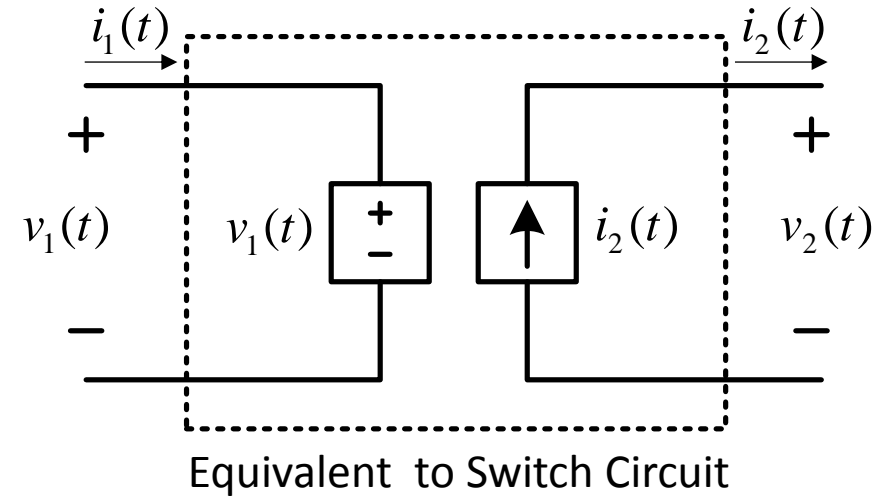 i₁(t) i₂(t)
+ +
v₁(t) v₁(t) + − i₂(t) v₂(t)
− −
Equivalent to Switch Circuit